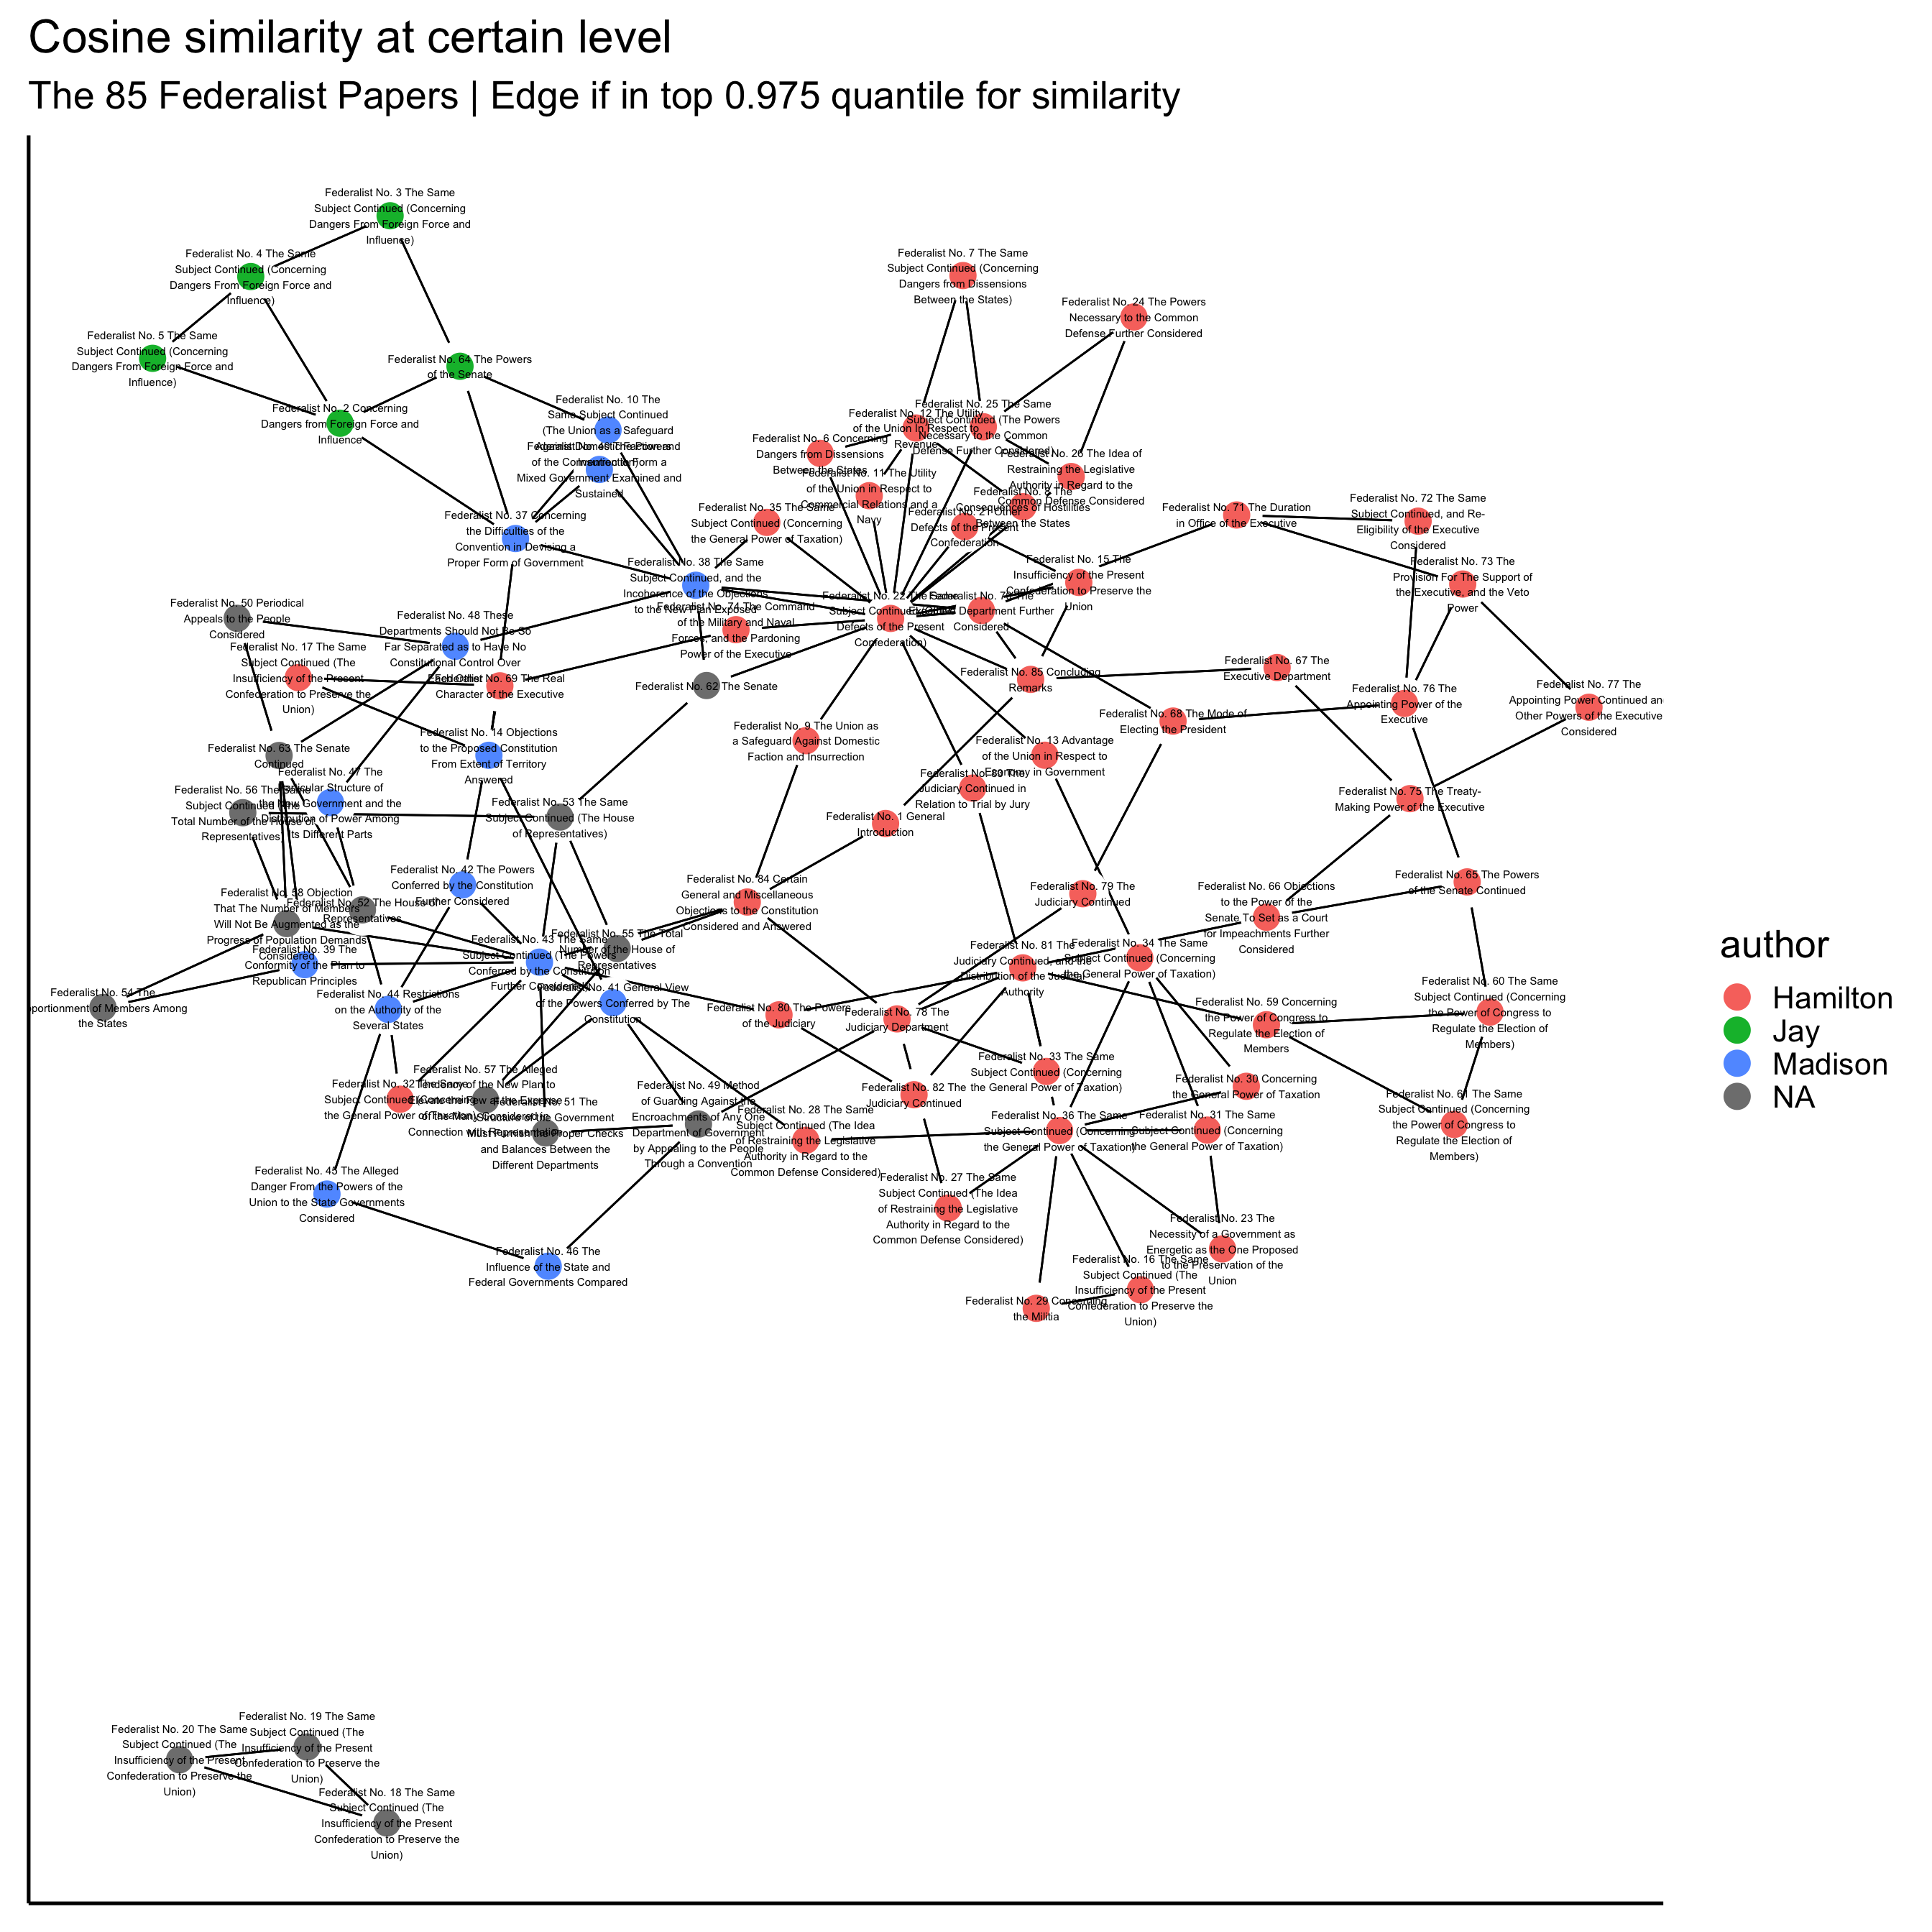 Cosine similarity at certain level
The 85 Federalist Papers | Edge if in top 0.975 quantile for similarity
Federalist No. 3 The Same
Subject Continued (Concerning
Dangers From Foreign Force and
Influence)
Federalist No. 4 The Same
Subject Continued (Concerning
Dangers From Foreign Force and
Influence)
Federalist No. 5 The Same
Subject Continued (Concerning
Dangers From Foreign Force and
Influence)
Federalist No. 64 The Powers
of the Senate
Federalist No. 2 Concerning
Dangers from Foreign Force and
Influence
Federalist No. 10 The
Same Subject Continued
(The Union as a Safeguard
of the Convention to Form a
Mixed Government Examined and
Sustained
Federalist No. 7 The Same
Subject Continued (Concerning
Dangers from Dissensions
Between the States)
Federalist No. 24 The Powers
Necessary to the Common
Defense Further Considered
Federalist No. 12 The Utility
of the Union In Respect to
Revenue
Federalist No. 25 The Same
Subject Continued (The Powers
Necessary to the Common
Defense Further Considered)
Federalist No. 6 Concerning
Dangers from Dissensions
Between the States
Federalist No. 26 The Idea of
Restraining the Legislative
Authority in Regard to the
Common Defense Considered
Federalist No. 11 The Utility
of the Union in Respect to
Commercial Relations and a
Navy
Federalist No. 8 The
Consequences of Hostilities
Between the States
Federalist No. 21 Other
Defects of the Present
Confederation
Federalist No. 35 The Same
Subject Continued (Concerning
the General Power of Taxation)
Federalist No. 37 Concerning
the Difficulties of the
Convention in Devising a
Proper Form of Government
Federalist No. 38 The Same
Subject Continued, and the
Incoherence of the Objections
to the New Plan Exposed
Federalist No. 71 The Duration
in Office of the Executive
Federalist No. 72 The Same
Subject Continued, and Re-
Eligibility of the Executive
Considered
Federalist No. 73 The
Provision For The Support of
the Executive, and the Veto
Power
Federalist No. 15 The
Insufficiency of the Present
Confederation to Preserve the
Union
Federalist No. 22 The Same
Subject Continued
Defects of the Present
Confederation)
Department Further
Considered
Federalist No. 74 The Command
of the Military and Naval
Forces, and the Pardoning
Power of the Executive
Federalist No. 50 Periodical
Appeals to the People
Considered
Federalist No. 48 These
Departments Should Not Be So
Far Separated as to Have No
Constitutional Control Over
Federalist No. 17 The Same
Subject Continued (The
Insufficiency of the Present
Confederation to Preserve the
Union)
No. 69 The Real
Character of the Executive
Federalist No. 62 The Senate
Federalist No. 85 Concluding
Remarks
Federalist No. 67 The
Executive Department
Federalist No. 76 The
Appointing Power of the
Executive
Federalist No. 77 The
Appointing Power Continued an
Other Powers of the Executive
Considered
Federalist No. 68 The Mode of
Electing the President
Federalist No. 9 The Union as
a Safeguard Against Domestic
Faction and Insurrection
Federalist No. 13 Advantage
of the Union in Respect to
Economy in Government
Federalist No. 14 Objections
to the Proposed Constitution
From Extent of Territory
Answered
Federalist No. 63 The Senate
Continued
Federalist No. 47 The
Particular Structure of
the New Government and the
Distribution of Power Among
Its Different Parts
Federalist No. 56 The Same
Subject Continued (The
Total Number of the House of
Representatives)
Federalist No. 53 The Same
Subject Continued (The House
of Representatives)
Federalist No. 83 The
Judiciary Continued in
Relation to Trial by Jury
Federalist No. 75 The Treaty-
Making Power of the Executive
Federalist No. 1 General
Introduction
Federalist No. 42 The Powers
Conferred by the Constitution
Further Considered
Federalist No. 84 Certain
General and Miscellaneous
Objections to the Constitution
Considered and Answered
Federalist No. 79 The
Judiciary Continued
Federalist No. 66 Objections
to the Power of the
Senate To Set as a Court
for Impeachments Further
Considered
Federalist No. 65 The Powers
of the Senate Continued
Federalist No. 58 Objection
That The Number of Members
Will Not Be Augmented as the
Progress of Population Demands
Considered
Federalist No. 52 The House of
Representatives
Federalist No. 39 The
Conformity of the Plan to
Republican Principles
Federalist No. 43 The Same
Subject Continued (The Powers
Conferred by the Constitution
Further Considered)
Federalist No. 55 The Total
Number of the House of
Representatives
Federalist No. 81 The
Judiciary Continued, and the
Distribution of the Judicial
Authority
Federalist No. 34 The Same
Subject Continued (Concerning
the General Power of Taxation)
Federalist No. 54 The
portionment of Members Among
the States
Federalist No. 44 Restrictions
on the Authority of the
Several States
Federalist No. 41 General View
of the Powers Conferred by The
Constitution
Federalist No. 80 The Powers
of the Judiciary
Federalist No. 78 The
Judiciary Department
Federalist No. 59 Concerning
the Power of Congress to
Regulate the Election of
Members
Federalist No. 60 The Same
Subject Continued (Concerning
the Power of Congress to
Regulate the Election of
Members)
Federalist No. 33 The Same
Subject Continued (Concerning
the General Power of Taxation)
Federalist No. 57 The Alleged
Tendency of the New Plan to
Federalist No. 32 The Same
Subject Continued (Concerning
the General Power of Taxation)
Connection with Representation
Federalist No. 51 The
Structure of the Government
Must Furnish the Proper Checks
and Balances Between the
Different Departments
Federalist No. 49 Method
of Guarding Against the
Encroachments of Any One
Department of Government
by Appealing to the People
Through a Convention
Federalist No. 82 The
Judiciary Continued
Federalist No. 30 Concerning
the General Power of Taxation
Federalist No. 28 The Same
Subject Continued (The Idea
of Restraining the Legislative
Authority in Regard to the
Common Defense Considered)
Federalist No. 36 The Same
Subject Continued (Concerning
the General Power of Taxation)
Federalist No. 31 The Same
Subject Continued (Concerning
the General Power of Taxation)
Federalist No. 61 The Same
Subject Continued (Concerning
the Power of Congress to
Regulate the Election of
Members)
Federalist No. 45 The Alleged
Danger From the Powers of the
Union to the State Governments
Considered
Federalist No. 27 The Same
Subject Continued (The Idea
of Restraining the Legislative
Authority in Regard to the
Common Defense Considered)
Federalist No. 46 The
Influence of the State and
Federal Governments Compared
Federalist No. 23 The
Necessity of a Government as
Energetic as the One Proposed
to the Preservation of the
Union
Federalist No. 16 The Same
Subject Continued (The
Insufficiency of the Present
Confederation to Preserve the
Union)
Federalist No. 29 Concerning
the Militia
Federalist No. 20 The Same
Subject Continued (The
Insufficiency of the Present
Confederation to Preserve the
Union)
Federalist No. 19 The Same
Subject Continued (The
Insufficiency of the Present
Confederation to Preserve the
Union)
Federalist No. 18 The Same
Subject Continued (The
Insufficiency of the Present
Confederation to Preserve the
Union)
author
Hamilton
Jay
Madison
NA